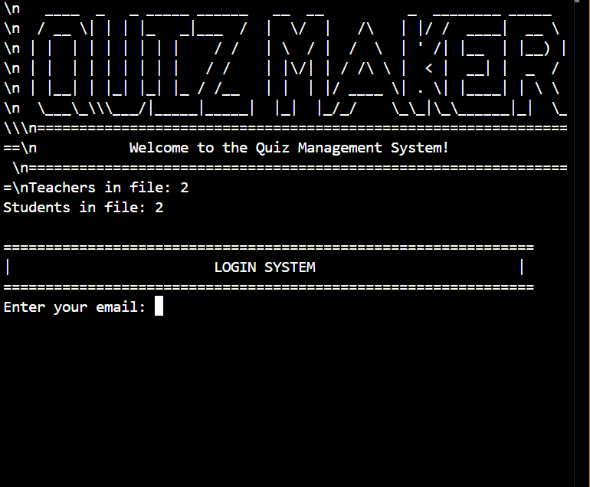 \n   ____  _    _ _____ ______    __  __          _  ________ _____
\n  / __ \| |  | |_   _|___  /   |  \/  |   /\   | |/ /  ____|  __ \
\n | |  | | |  | | | |    / /    | \  / |  /  \  | ' /| |__  | |__) |
\n | |  | | |  | | | |   / /     | |\/| | / /\ \ |  < |  __| |  _  /
\n | |__| | |__| |_| |_ / /__    | |  | |/ ____ \| . \| |____| | \ \
\n  \___\_\\\____/|_____|_____|  |_|  |_/_/    \_\_|\_\______|_|  \_
\\\n================================================================
==\n           Welcome to the Quiz Management System!
 \n=================================================================
=\nTeachers in file: 2
Students in file: 2
================================================================
|                         LOGIN SYSTEM                         |
================================================================
Enter your email: